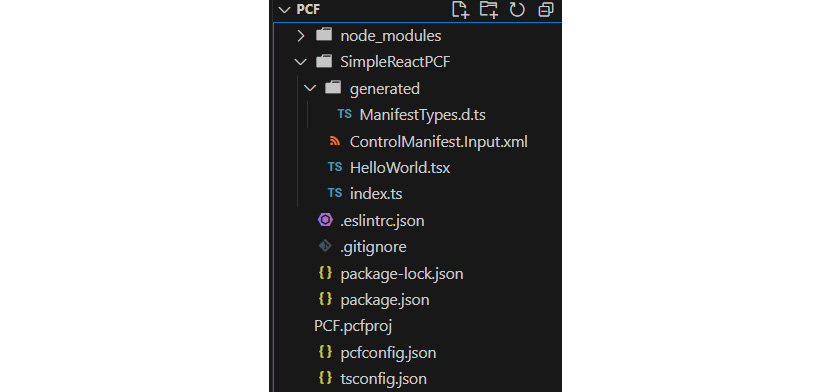 PCF
node_modules
SimpleReactPCF
generated
TS ManifestTypes.d.ts
ControlManifest.Input.xml
TS HelloWorld.tsx
TS index.ts
.eslintrc.json
.gitignore
{} package-lock.json
{} package.json
PCF.pcfproj
{} pcfconfig.json
{} tsconfig.json